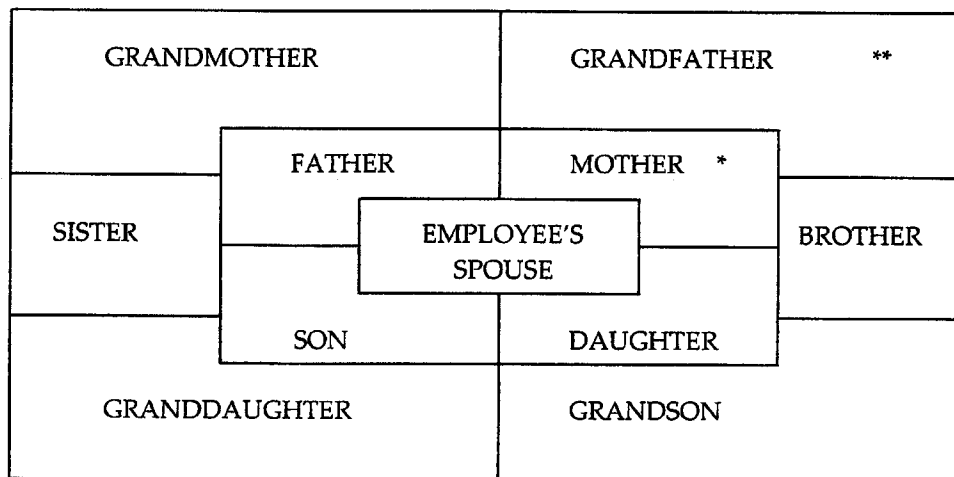 GRANDMOTHER
GRANDFATHER **
FATHER
MOTHER *
SISTER
EMPLOYEE'S
SPOUSE
BROTHER
SON
DAUGHTER
GRANDDAUGHTER
GRANDSON